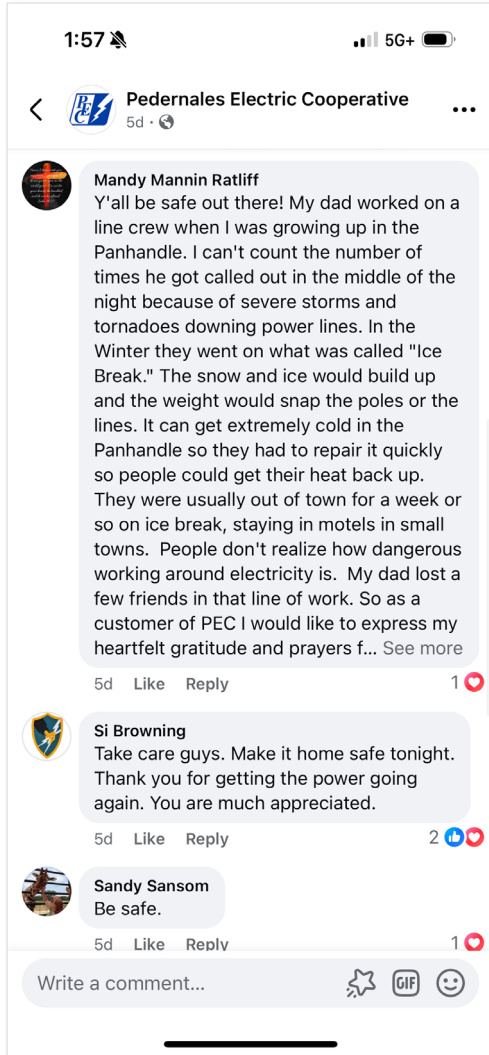 1:57
5G+
PEC
Pedernales Electric Cooperative
5d ·
Mandy Mannin Ratliff
Y'all be safe out there! My dad worked on a
line crew when I was growing up in the
Panhandle. I can't count the number of
times he got called out in the middle of the
night because of severe storms and
tornadoes downing power lines. In the
Winter they went on what was called "Ice
Break." The snow and ice would build up
and the weight would snap the poles or the
lines. It can get extremely cold in the
Panhandle so they had to repair it quickly
so people could get their heat back up.
They were usually out of town for a week or
so on ice break, staying in motels in small
towns.  People don't realize how dangerous
working around electricity is.  My dad lost a
few friends in that line of work. So as a
customer of PEC I would like to express my
heartfelt gratitude and prayers f... See more
5d Like Reply 1
Si Browning
Take care guys. Make it home safe tonight.
Thank you for getting the power going
again. You are much appreciated.
5d Like Reply 2
Sandy Sansom
Be safe.
5d Like Reply 1
Write a comment...
GIF